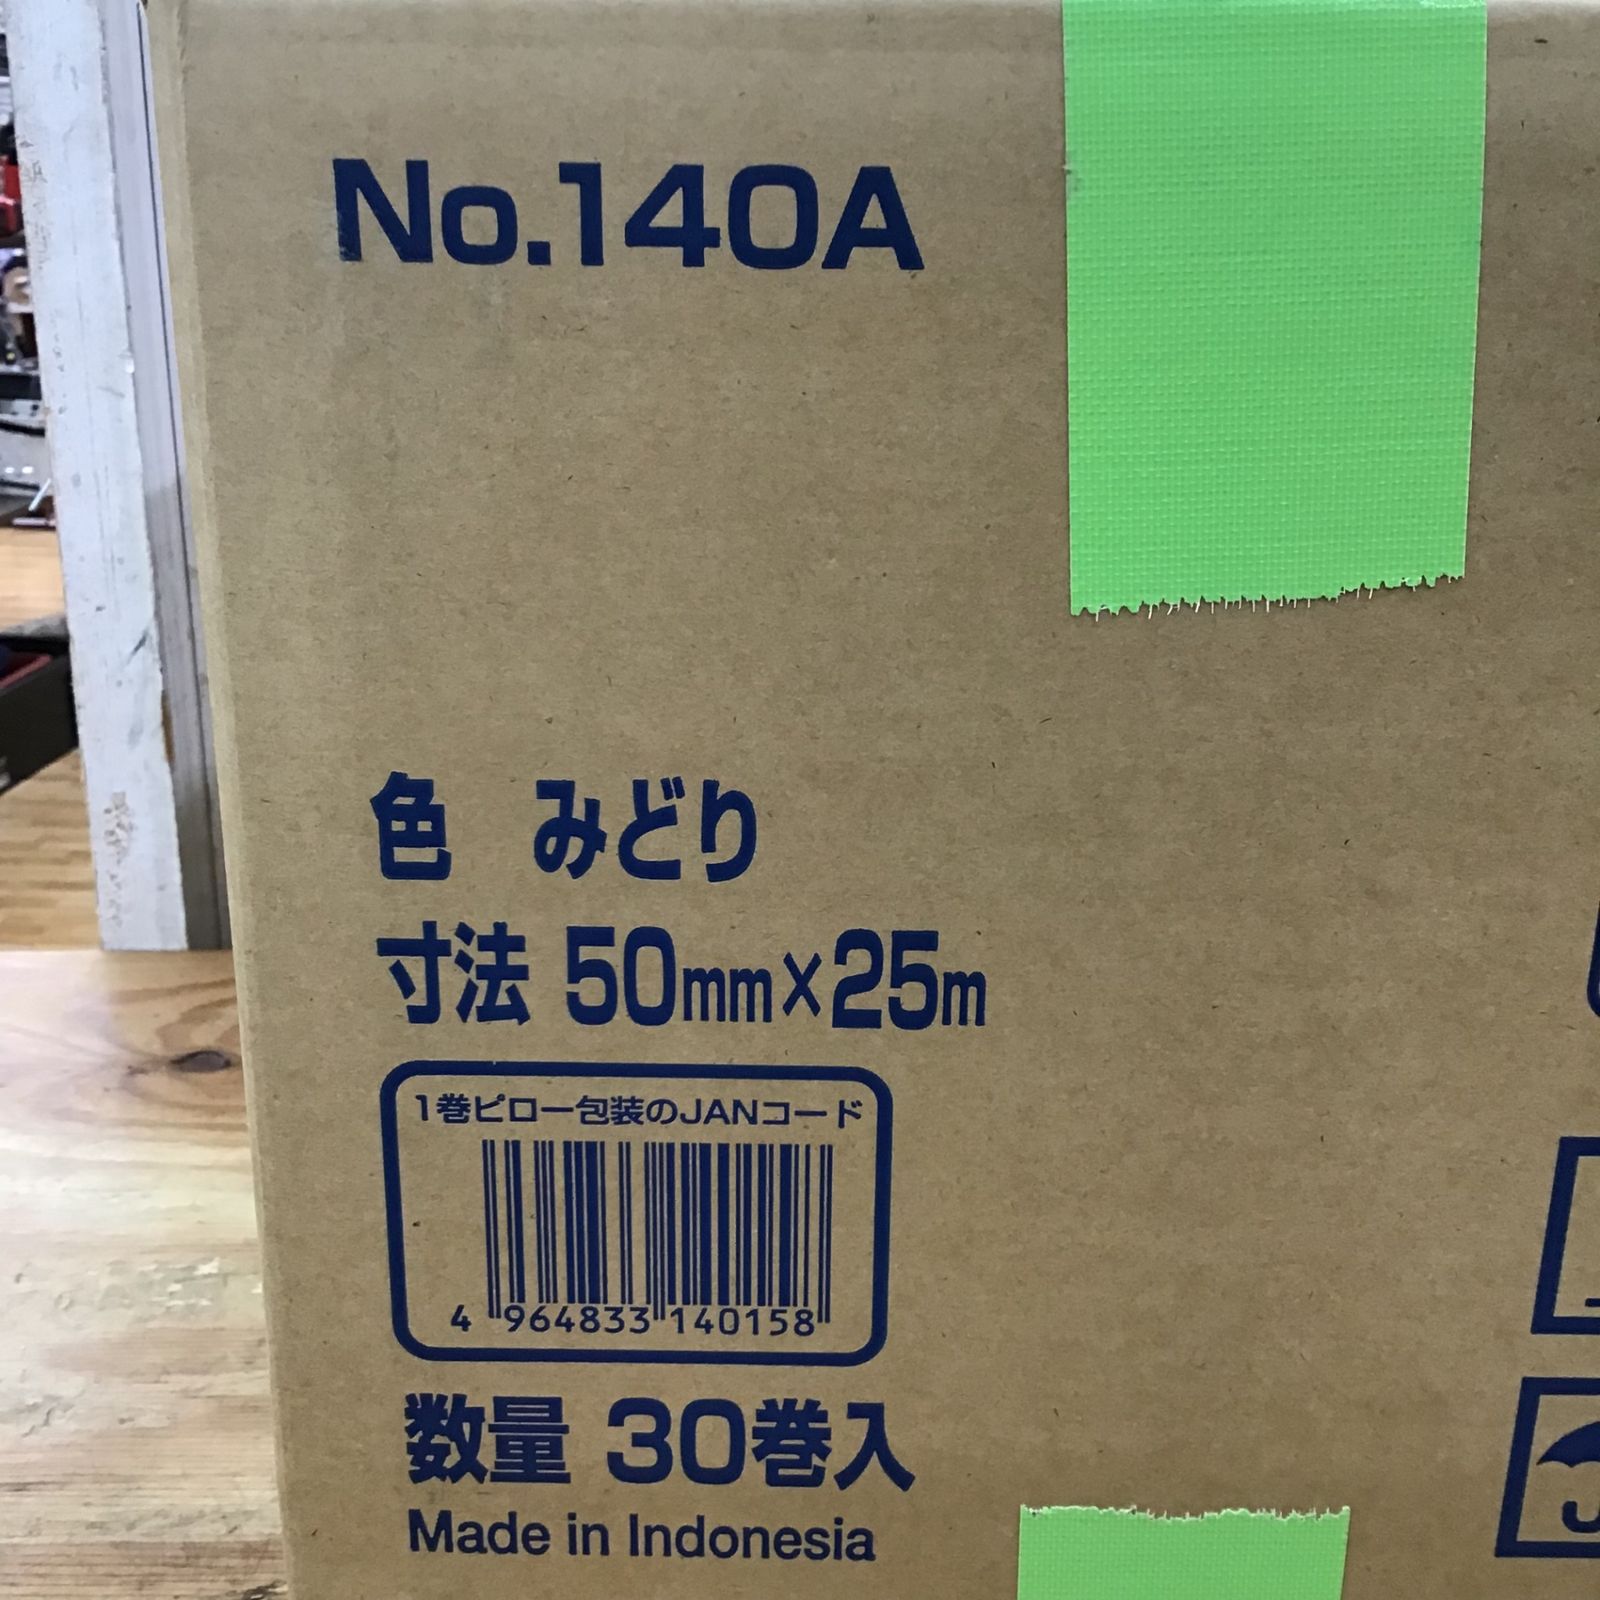 No.140A
色 みどり
寸法 50mm×25m
1巻ピロー包装のJANコード
4 964833 140158
数量 30巻入
Made in Indonesia